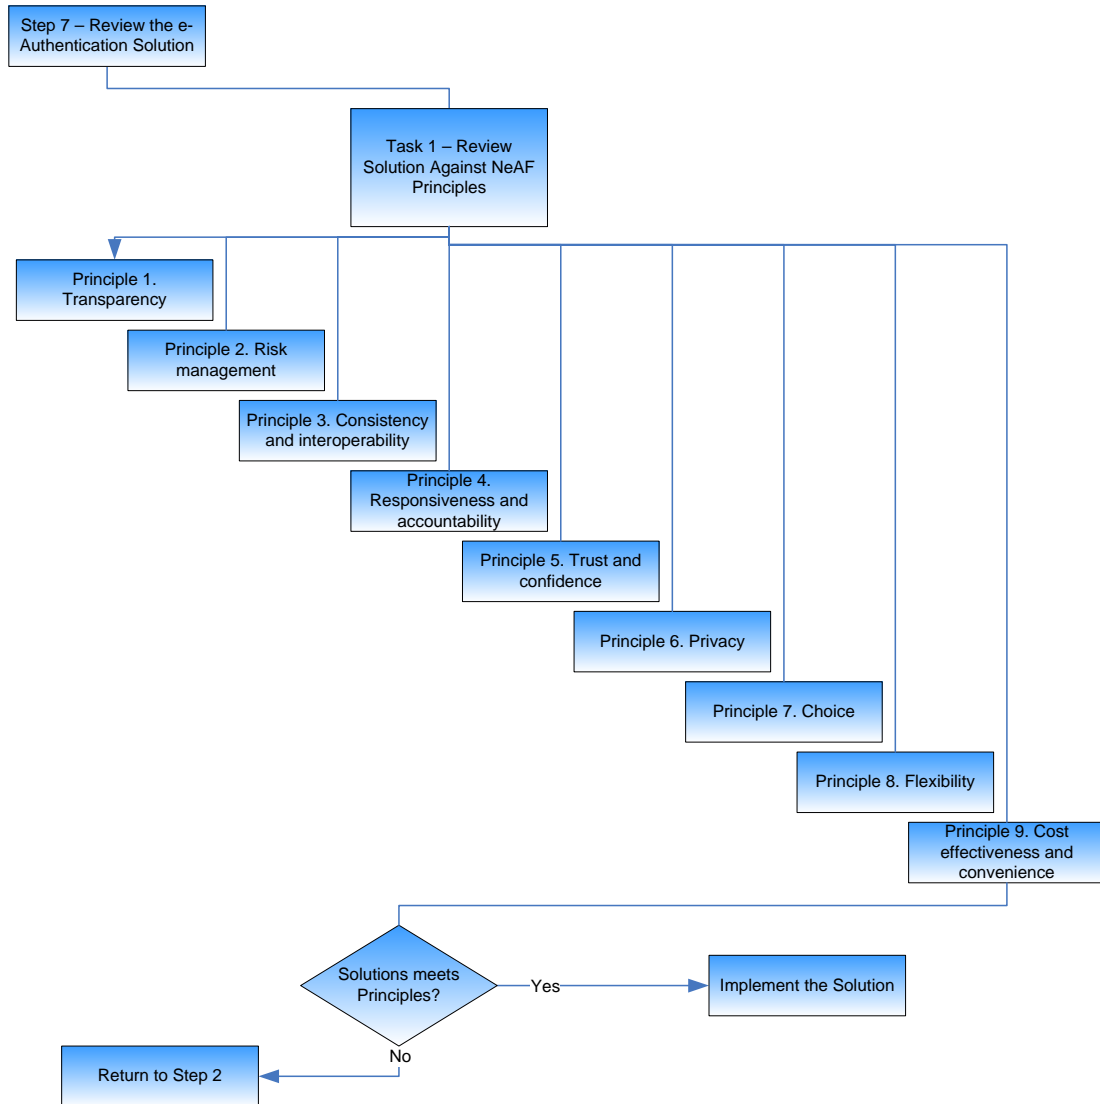 Step 7 – Review the e-
Authentication Solution
Task 1 – Review
Solution Against NeAF
Principles
Principle 1.
Transparency
Principle 2. Risk
management
Principle 3. Consistency
and interoperability
Principle 4.
Responsiveness and
accountability
Principle 5. Trust and
confidence
Principle 6. Privacy
Principle 7. Choice
Principle 8. Flexibility
Principle 9. Cost
effectiveness and
convenience
Solutions meets
Principles?
Yes
Implement the Solution
No
Return to Step 2